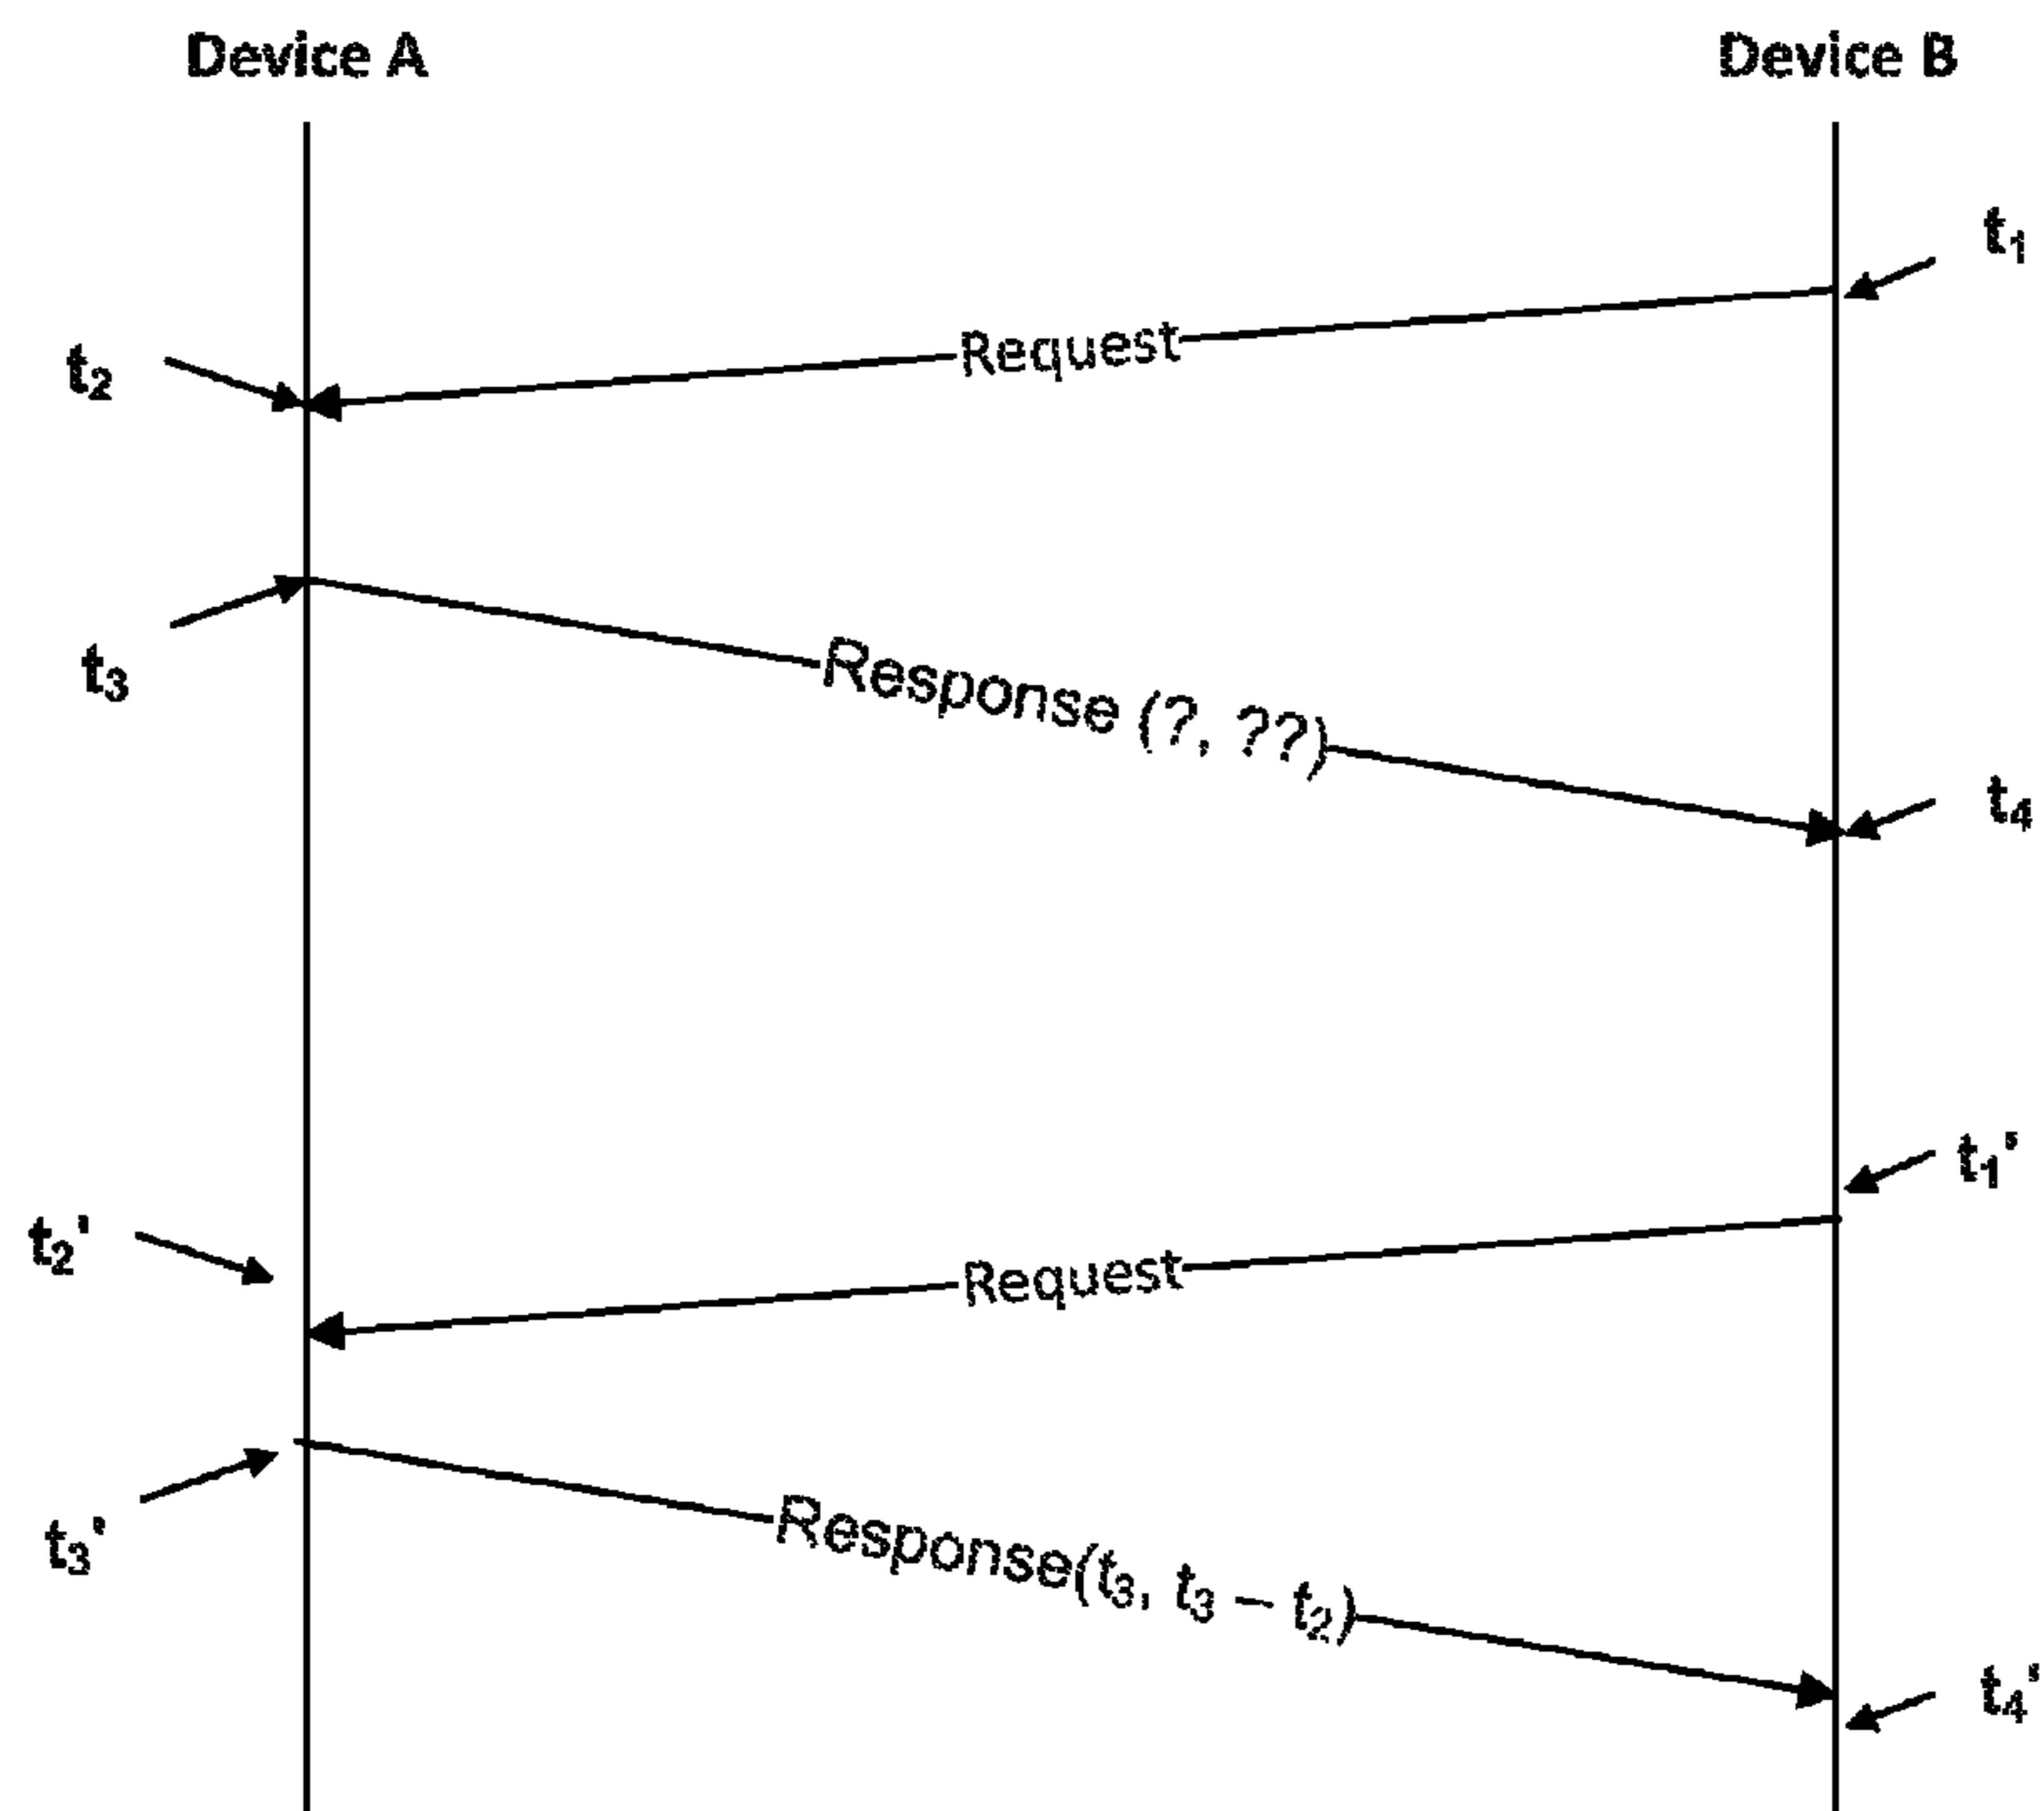 Device A
Device B
t₁
Request
t₂
Response (?, ??)
t₃
t₄
t₁'
t₂'
Request
Response(t₃, t₃ – t₂)
t₃'
t₄'